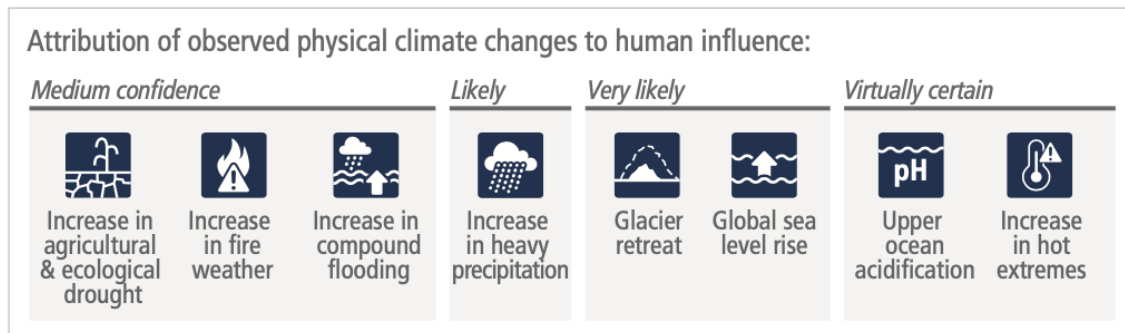 Attribution of observed physical climate changes to human influence:
Medium confidence
Likely
Very likely
Virtually certain
Increase in
agricultural
& ecological
drought
Increase
in fire
weather
Increase in
compound
flooding
Increase
in heavy
precipitation
Glacier
retreat
Global sea
level rise
pH
Upper
ocean
acidification
Increase
in hot
extremes